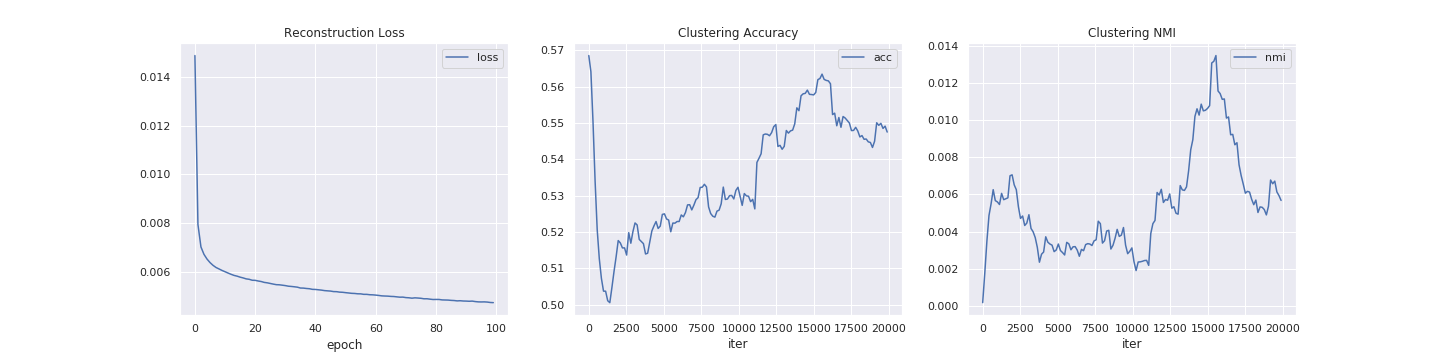 Reconstruction Loss
loss
0.014
0.012
0.010
0.008
0.006
0 20 40 60 80 100
epoch
Clustering Accuracy
acc
0.57
0.56
0.55
0.54
0.53
0.52
0.51
0.50
0 2500 5000 7500 10000 12500 15000 17500 20000
iter
Clustering NMI
nmi
0.014
0.012
0.010
0.008
0.006
0.004
0.002
0.000
0 2500 5000 7500 10000 12500 15000 17500 20000
iter